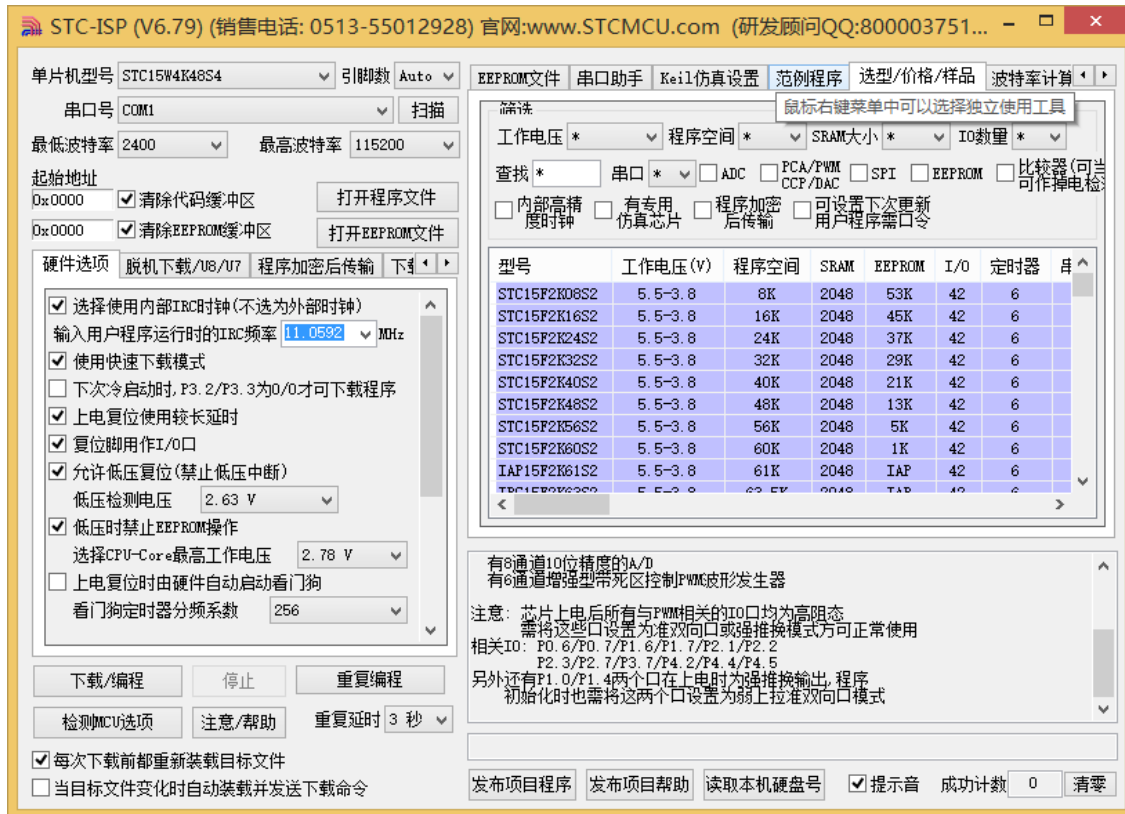 STC-ISP (V6.79) (销售电话: 0513-55012928) 官网:www.STCMCU.com (研发顾问QQ:800003751...
单片机型号 STC15W4K48S4 引脚数 Auto
串口号 COM1 扫描
最低波特率 2400 最高波特率 115200
起始地址
0x0000 清除代码缓冲区 打开程序文件
0x0000 清除EEPROM缓冲区 打开EEPROM文件
硬件选项 脱机下载/U8/U7 程序加密后传输
选择使用内部IRC时钟(不选为外部时钟)
输入用户程序运行时的IRC频率 11.0592 MHz
使用快速下载模式
下次冷启动时,P3.2/P3.3为0/0才可下载程序
上电复位使用较长延时
复位脚用作I/O口
允许低压复位(禁止低压中断)
低压检测电压 2.63 V
低压时禁止EEPROM操作
选择CPU-Core最高工作电压 2.78 V
上电复位时由硬件自动启动看门狗
看门狗定时器分频系数 256
下载/编程 停止 重复编程
检测MCU选项 注意/帮助 重复延时 3 秒
每次下载前都重新装载目标文件
当目标文件变化时自动装载并发送下载命令
EEPROM文件 串口助手 Keil仿真设置 范例程序 选型/价格/样品 波特率计算
鼠标右键菜单中可以选择独立使用工具
筛选
工作电压 * 程序空间 * SRAM大小 * IO数量 *
查找 * 串口 * ADC PCA/PWM SPI EEPROM 比较器(可当
CCP/DAC 可作掉电检
内部高精 有专用 程序加密 可设置下次更新
度时钟 仿真芯片 后传输 用户程序需口令
型号 工作电压(V) 程序空间 SRAM EEPROM I/O 定时器 串
STC15F2K08S2 5.5-3.8 8K 2048 53K 42 6
STC15F2K16S2 5.5-3.8 16K 2048 45K 42 6
STC15F2K24S2 5.5-3.8 24K 2048 37K 42 6
STC15F2K32S2 5.5-3.8 32K 2048 29K 42 6
STC15F2K40S2 5.5-3.8 40K 2048 21K 42 6
STC15F2K48S2 5.5-3.8 48K 2048 13K 42 6
STC15F2K56S2 5.5-3.8 56K 2048 5K 42 6
STC15F2K60S2 5.5-3.8 60K 2048 1K 42 6
IAP15F2K61S2 5.5-3.8 61K 2048 IAP 42 6
有8通道10位精度的A/D
有6通道增强型带死区控制PWM波形发生器
注意: 芯片上电后所有与PWM相关的IO口均为高阻态
需将这些口设置为准双向口或强推换模式方可正常使用
相关IO: P0.6/P0.7/P1.6/P1.7/P2.1/P2.2
P2.3/P2.7/P3.7/P4.2/P4.4/P4.5
另外还有P1.0/P1.4两个口在上电时为强推换输出,程序
初始化时也需将这两个口设置为弱上拉准双向口模式
发布项目程序 发布项目帮助 读取本机硬盘号 提示音 成功计数 0 清零